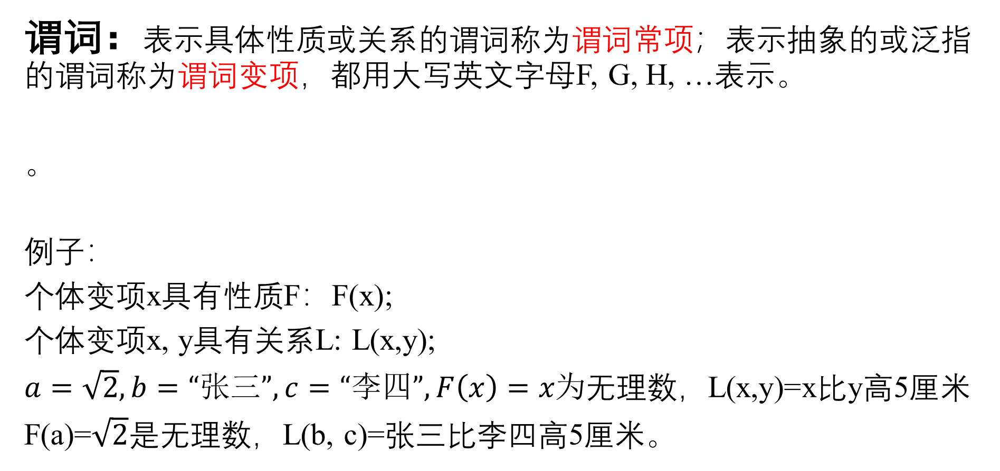 谓词：表示具体性质或关系的谓词称为谓词常项；表示抽象的或泛指
的谓词称为谓词变项，都用大写英文字母F, G, H, …表示。
。
例子：
个体变项x具有性质F：F(x);
个体变项x, y具有关系L: L(x,y);
a = √2, b = “张三”, c = “李四”, F(x) = x为无理数，L(x,y)=x比y高5厘米
F(a)=√2是无理数，L(b, c)=张三比李四高5厘米。